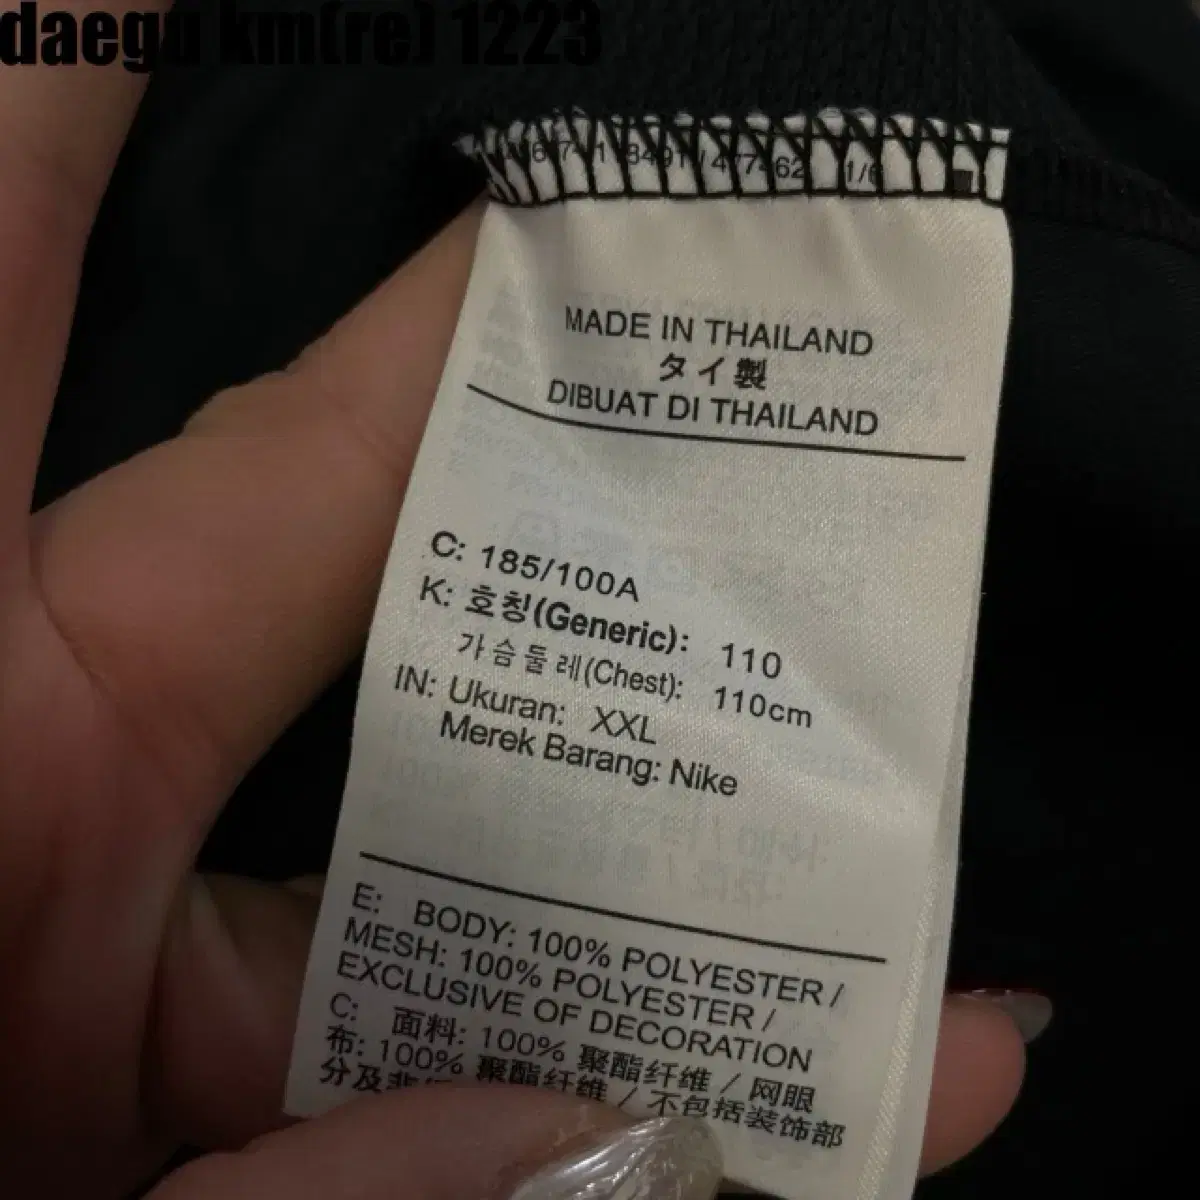 daegu km(re) 1223
MADE IN THAILAND
タイ製
DIBUAT DI THAILAND
C: 185/100A
K: 호칭(Generic): 110
가슴둘레(Chest): 110cm
IN: Ukuran: XXL
Merek Barang: Nike
E: BODY: 100% POLYESTER /
MESH: 100% POLYESTER /
EXCLUSIVE OF DECORATION
C: 面料: 100% 聚酯纤维 / 网眼
布: 100% 聚酯纤维 / 不包括装饰部
分及